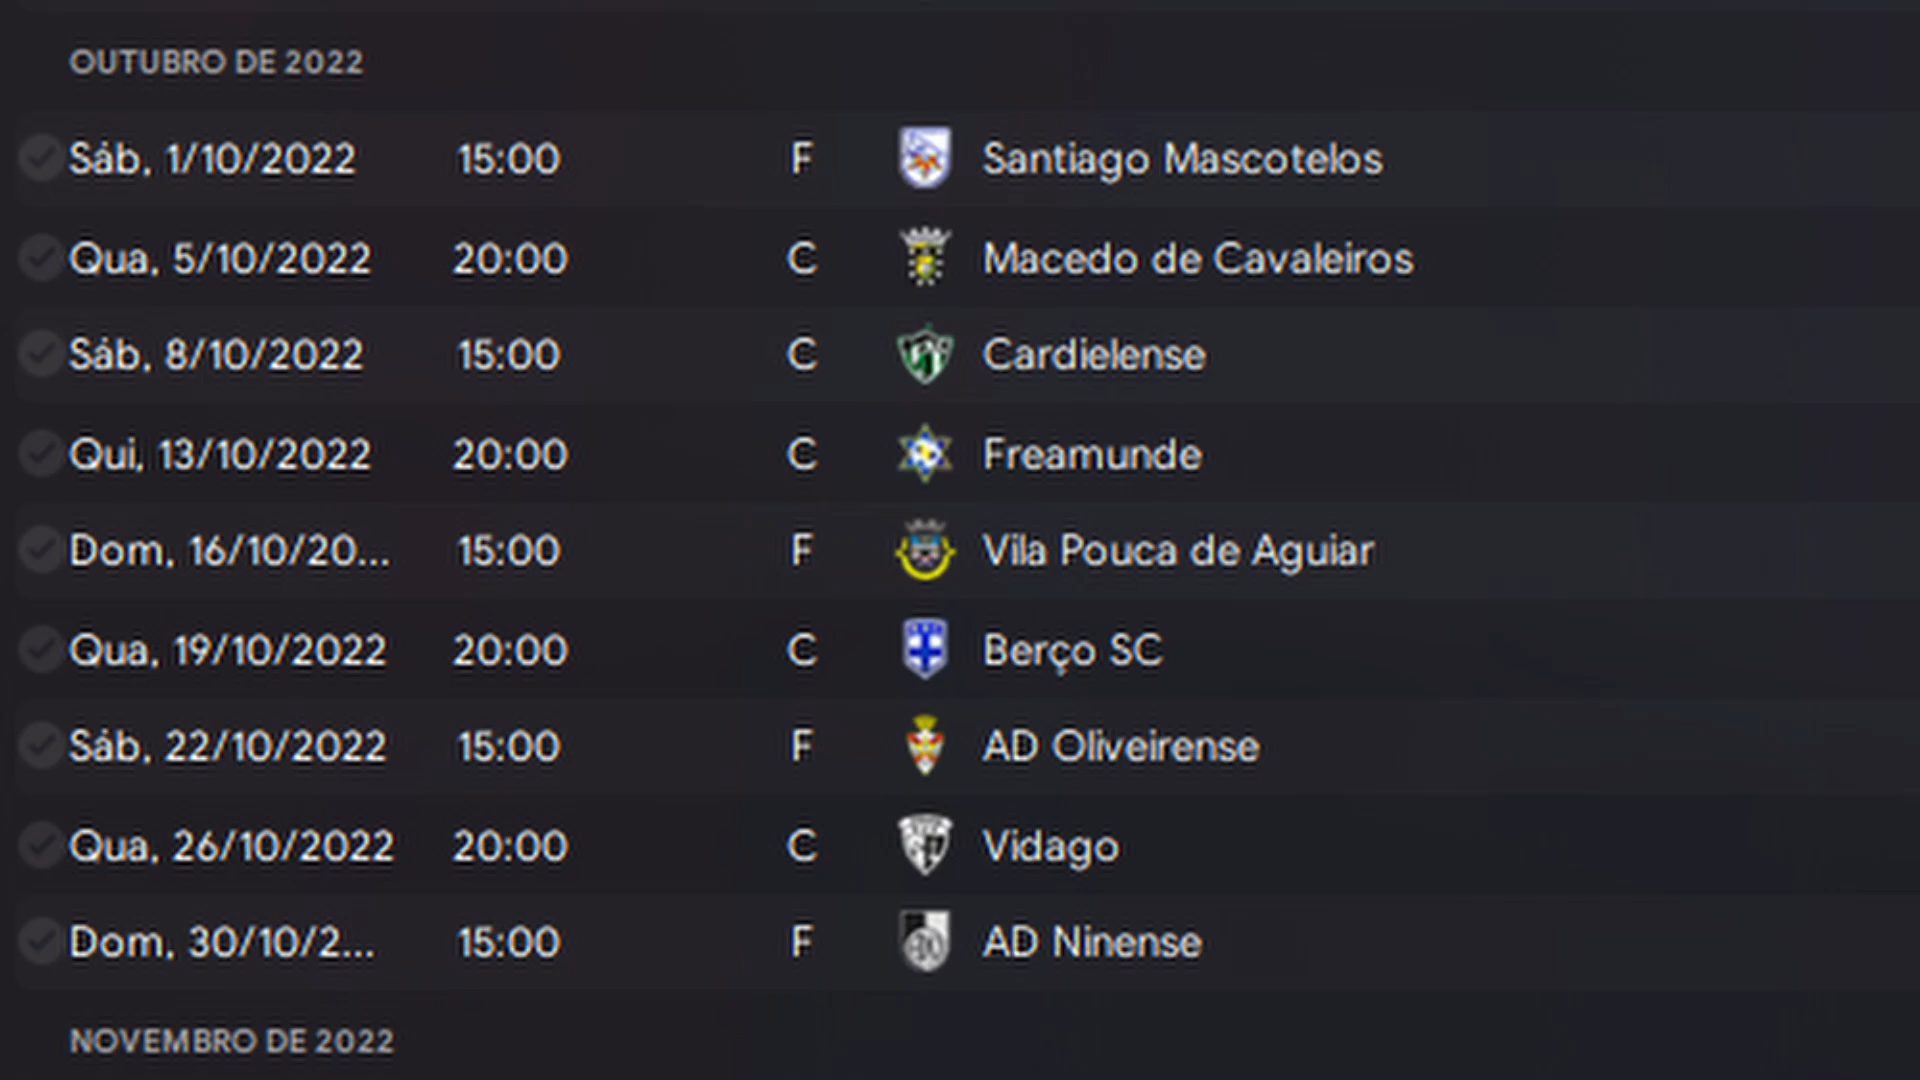 OUTUBRO DE 2022
Sáb, 1/10/2022 15:00 F Santiago Mascotelos
Qua, 5/10/2022 20:00 C Macedo de Cavaleiros
Sáb, 8/10/2022 15:00 C Cardielense
Qui, 13/10/2022 20:00 C Freamunde
Dom, 16/10/20... 15:00 F Vila Pouca de Aguiar
Qua, 19/10/2022 20:00 C Berço SC
Sáb, 22/10/2022 15:00 F AD Oliveirense
Qua, 26/10/2022 20:00 C Vidago
Dom, 30/10/2... 15:00 F AD Ninense
NOVEMBRO DE 2022